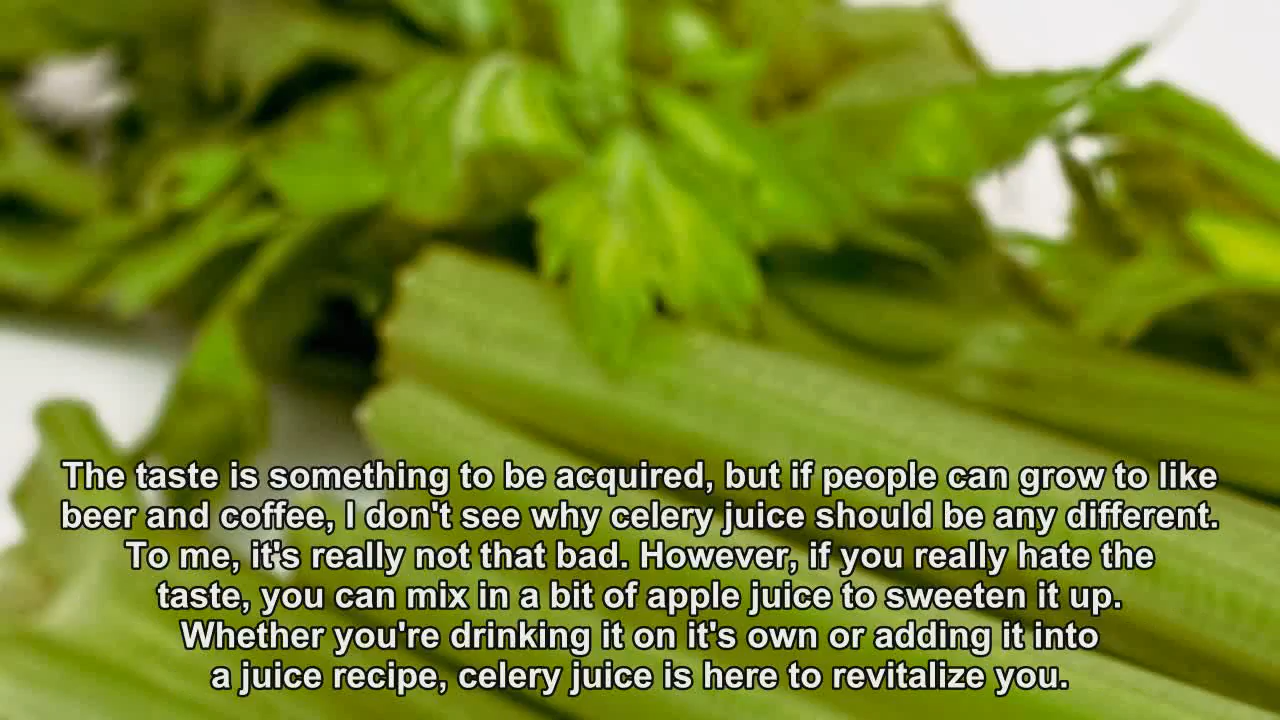 The taste is something to be acquired, but if people can grow to like
beer and coffee, I don't see why celery juice should be any different.
To me, it's really not that bad. However, if you really hate the
taste, you can mix in a bit of apple juice to sweeten it up.
Whether you're drinking it on it's own or adding it into
a juice recipe, celery juice is here to revitalize you.